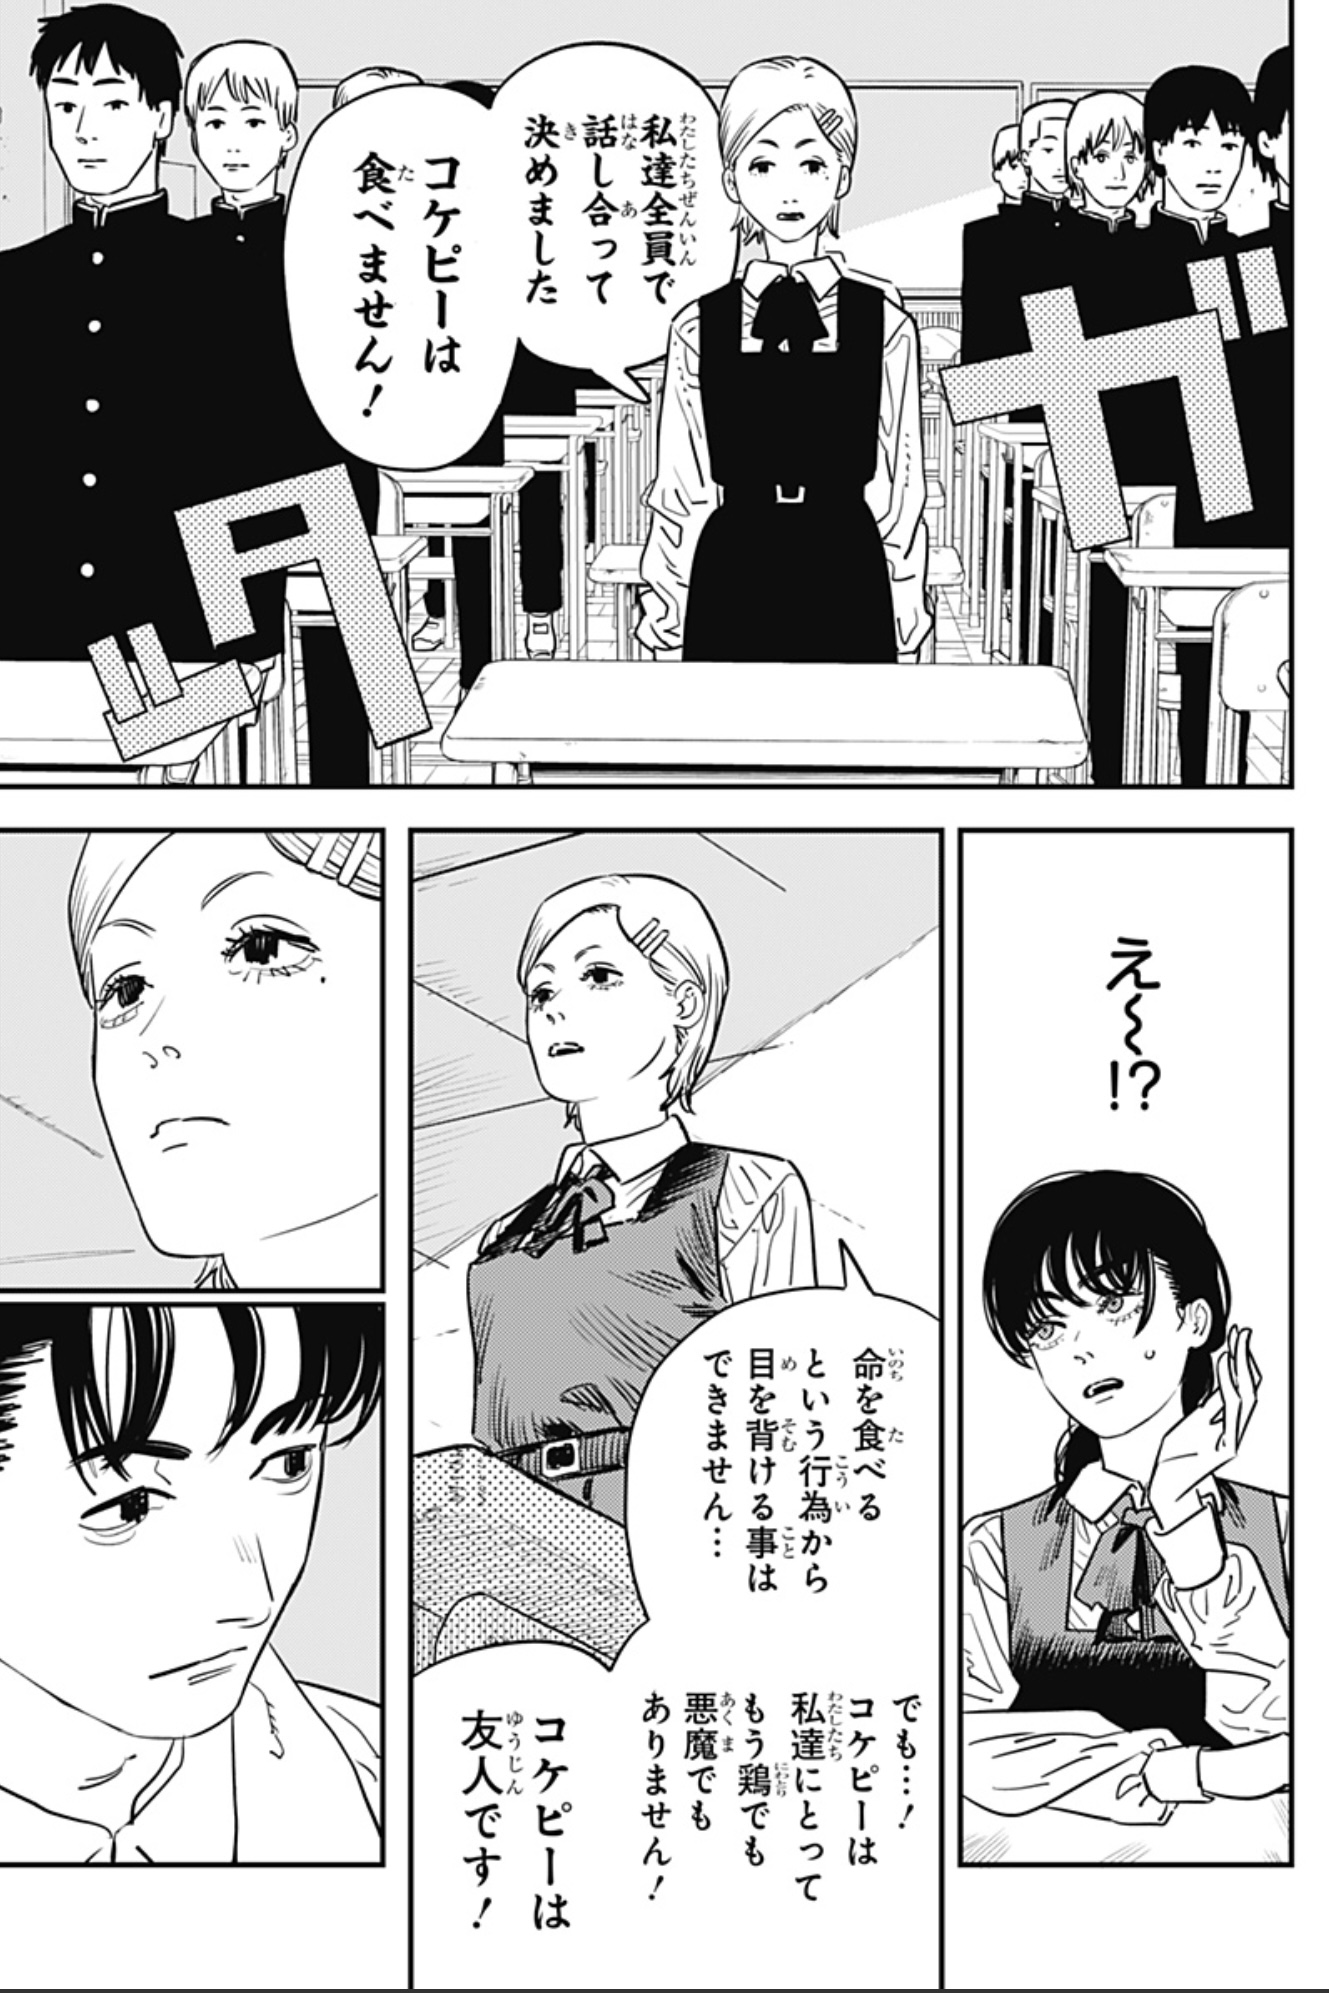 私達全員で
話し合って
決めました
コケピーは
食べません！
ガタッ
え〜!?
命を食べる
という行為から
目を背ける事は
できません…
でも…！
コケピーは
私達にとって
もう鶏でも
悪魔でも
ありません！
コケピーは
友人です！